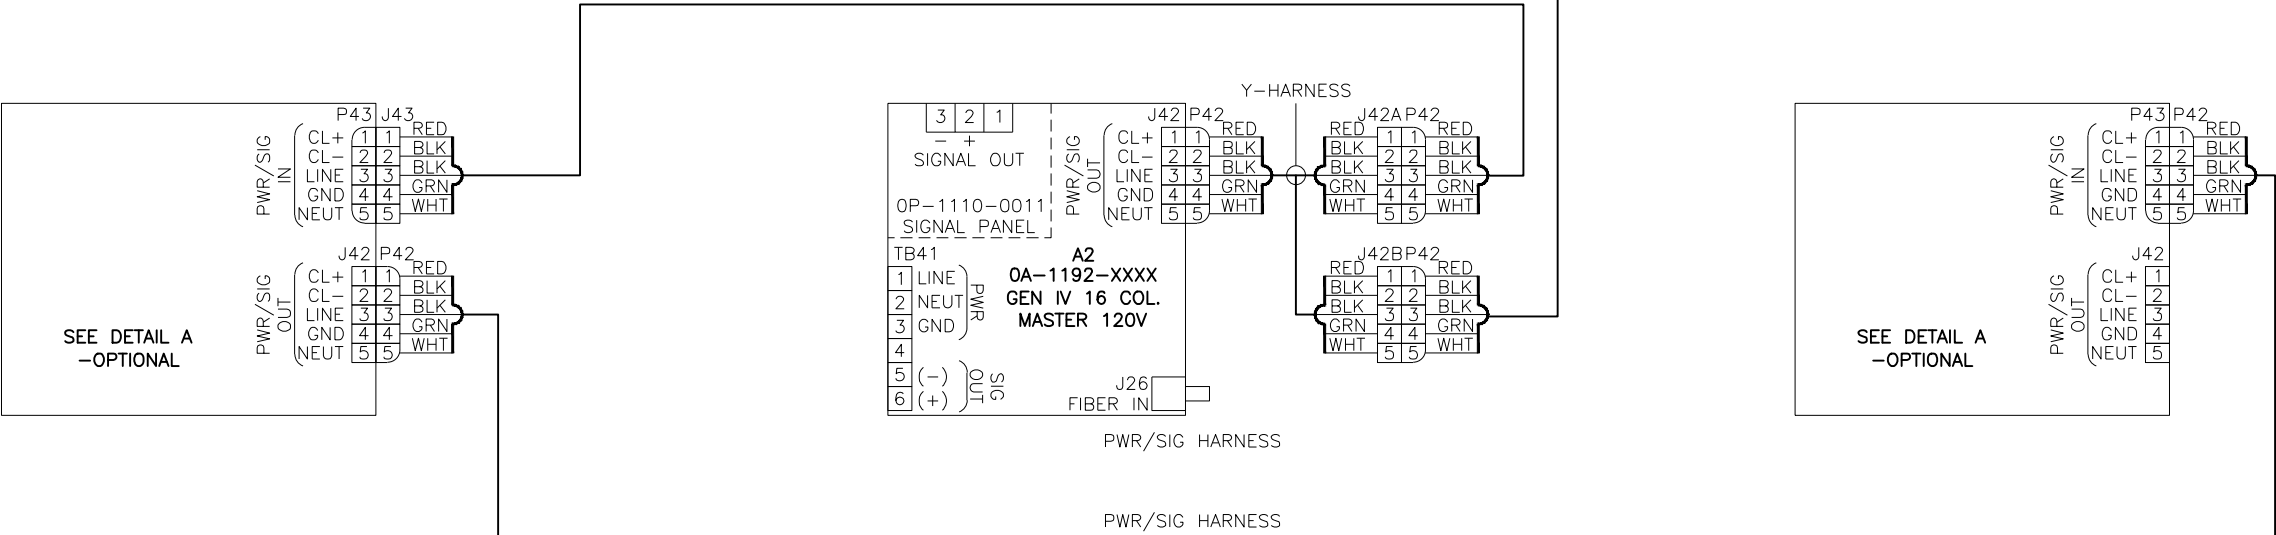 P43 J43
PWR/SIG
IN
CL+ 1 1 RED
CL- 2 2 BLK
LINE 3 3 BLK
GND 4 4 GRN
NEUT 5 5 WHT
J42 P42
PWR/SIG
OUT
CL+ 1 1 RED
CL- 2 2 BLK
LINE 3 3 BLK
GND 4 4 GRN
NEUT 5 5 WHT
SEE DETAIL A
-OPTIONAL
3 2 1
- +
SIGNAL OUT
0P-1110-0011
SIGNAL PANEL
J42 P42
PWR/SIG
OUT
CL+ 1 1 RED
CL- 2 2 BLK
LINE 3 3 BLK
GND 4 4 GRN
NEUT 5 5 WHT
TB41
1 LINE
2 NEUT
3 GND
PWR
4
5 (-)
6 (+)
SIG
OUT
A2
0A-1192-XXXX
GEN IV 16 COL.
MASTER 120V
J26
FIBER IN
Y-HARNESS
J42A P42
RED 1 1 RED
BLK 2 2 BLK
BLK 3 3 BLK
GRN 4 4 GRN
WHT 5 5 WHT
J42B P42
RED 1 1 RED
BLK 2 2 BLK
BLK 3 3 BLK
GRN 4 4 GRN
WHT 5 5 WHT
PWR/SIG HARNESS
PWR/SIG HARNESS
P43 P42
PWR/SIG
IN
CL+ 1 1 RED
CL- 2 2 BLK
LINE 3 3 BLK
GND 4 4 GRN
NEUT 5 5 WHT
J42
PWR/SIG
OUT
CL+ 1
CL- 2
LINE 3
GND 4
NEUT 5
SEE DETAIL A
-OPTIONAL